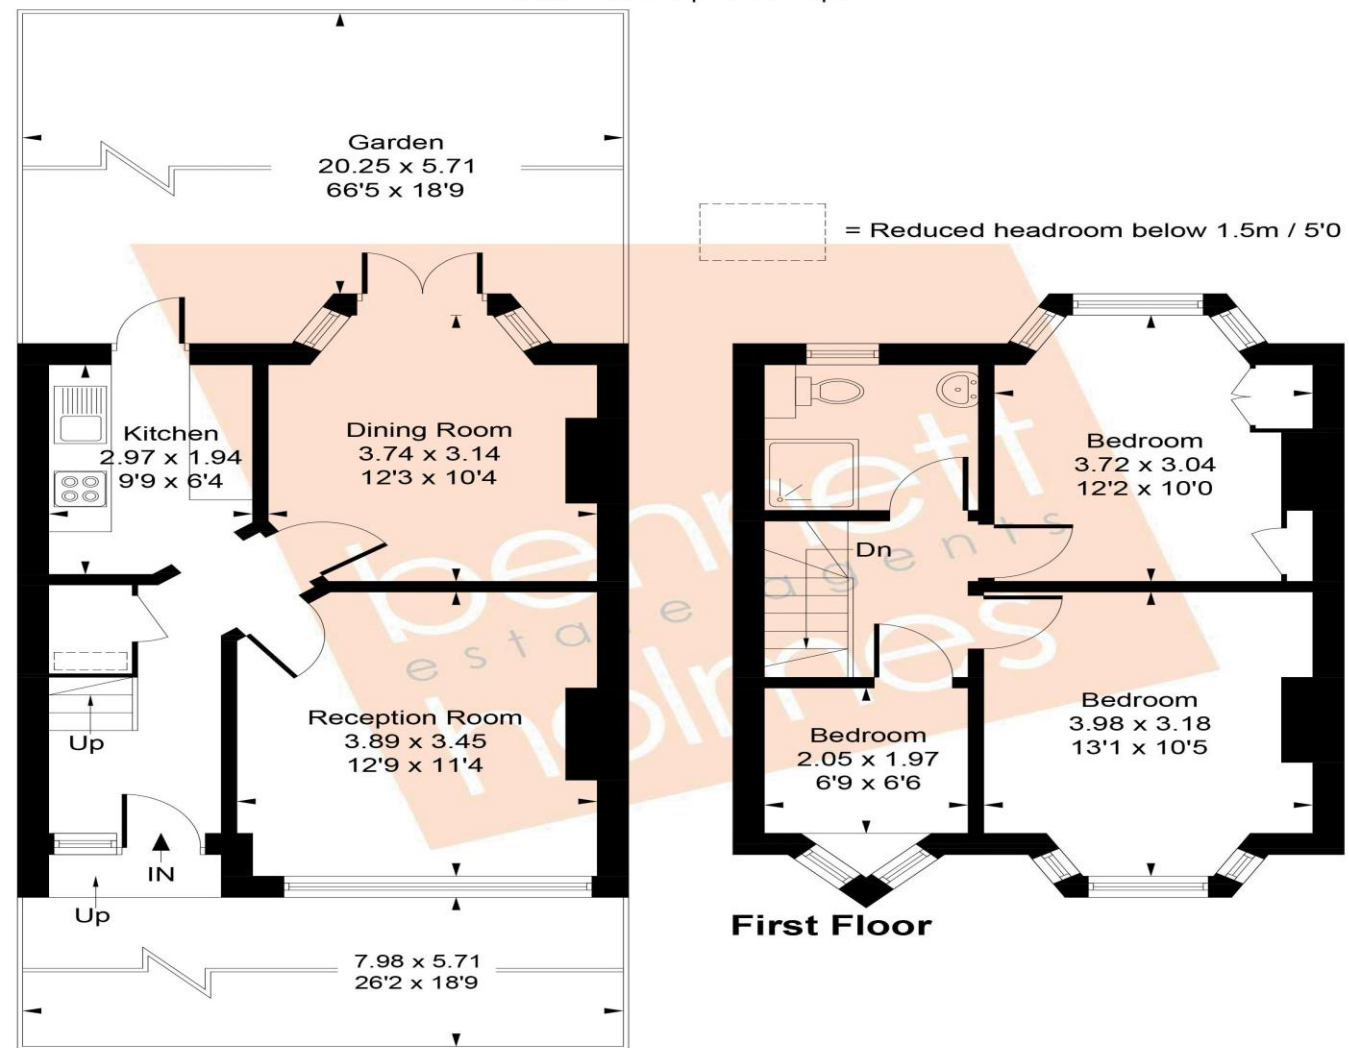 Garden
20.25 x 5.71
66'5 x 18'9
= Reduced headroom below 1.5m / 5'0
Kitchen
2.97 x 1.94
9'9 x 6'4
Dining Room
3.74 x 3.14
12'3 x 10'4
Bedroom
3.72 x 3.04
12'2 x 10'0
Dn
bennett
estate agents
holmes
Up
Reception Room
3.89 x 3.45
12'9 x 11'4
Bedroom
2.05 x 1.97
6'9 x 6'6
Bedroom
3.98 x 3.18
13'1 x 10'5
IN
Up
First Floor
7.98 x 5.71
26'2 x 18'9